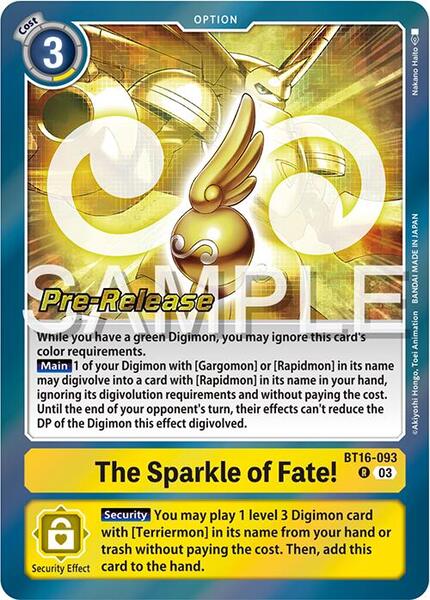 OPTION
Cost
3
Nakano Haito
SAMPLE
Pre-Release
©Akiyoshi Hongo, Toei Animation BANDAI MADE IN JAPAN
While you have a green Digimon, you may ignore this card's
color requirements.
Main 1 of your Digimon with [Gargomon] or [Rapidmon] in its name
may digivolve into a card with [Rapidmon] in its name in your hand,
ignoring its digivolution requirements and without paying the cost.
Until the end of your opponent's turn, their effects can't reduce the
DP of the Digimon this effect digivolved.
BT16-093
The Sparkle of Fate!
R 03
Security You may play 1 level 3 Digimon card
with [Terriermon] in its name from your hand or
trash without paying the cost. Then, add this
card to the hand.
Security Effect